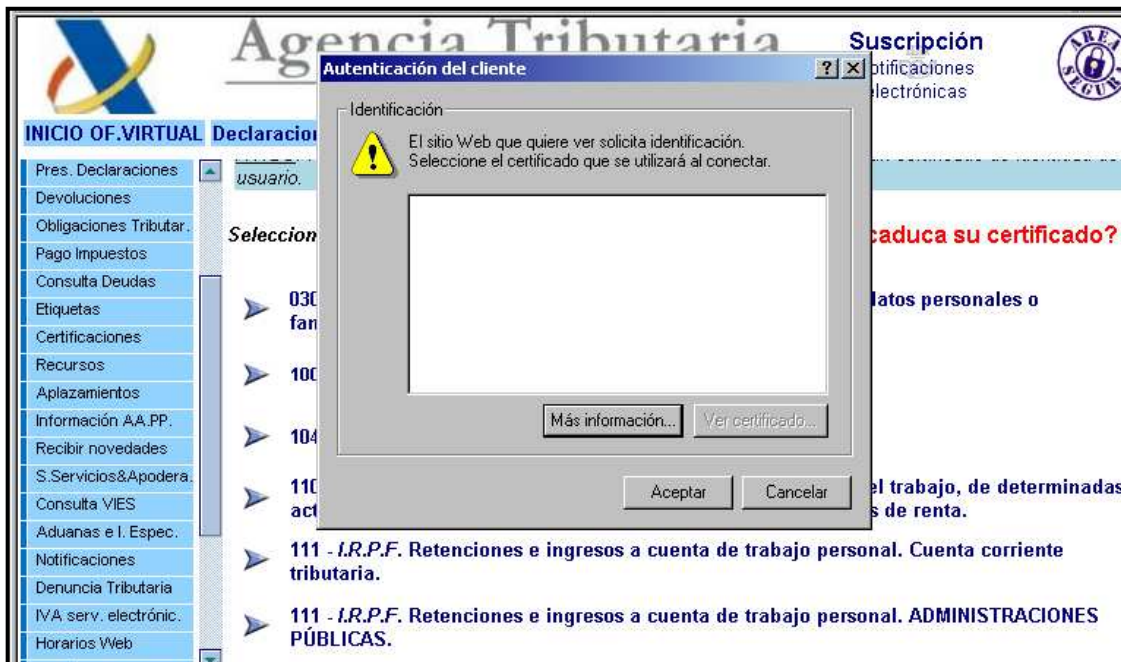 Agencia Tributaria
Suscripción
otificaciones
lectrónicas
AREA SEGURA
INICIO OF.VIRTUAL Declaracion
Pres. Declaraciones
Devoluciones
Obligaciones Tributar.
Pago Impuestos
Consulta Deudas
Etiquetas
Certificaciones
Recursos
Aplazamientos
Información AA.PP.
Recibir novedades
S.Servicios&Apodera.
Consulta VIES
Aduanas e I. Espec.
Notificaciones
Denuncia Tributaria
IVA serv. electrónic.
Horarios Web
usuario.
Seleccion
caduca su certificado?
030
datos personales o
fan
100
104
110
el trabajo, de determinadas
act
s de renta.
111 - I.R.P.F. Retenciones e ingresos a cuenta de trabajo personal. Cuenta corriente
tributaria.
111 - I.R.P.F. Retenciones e ingresos a cuenta de trabajo personal. ADMINISTRACIONES
PÚBLICAS.
Autenticación del cliente
Identificación
El sitio Web que quiere ver solicita identificación.
Seleccione el certificado que se utilizará al conectar.
Más información... Ver certificado...
Aceptar Cancelar